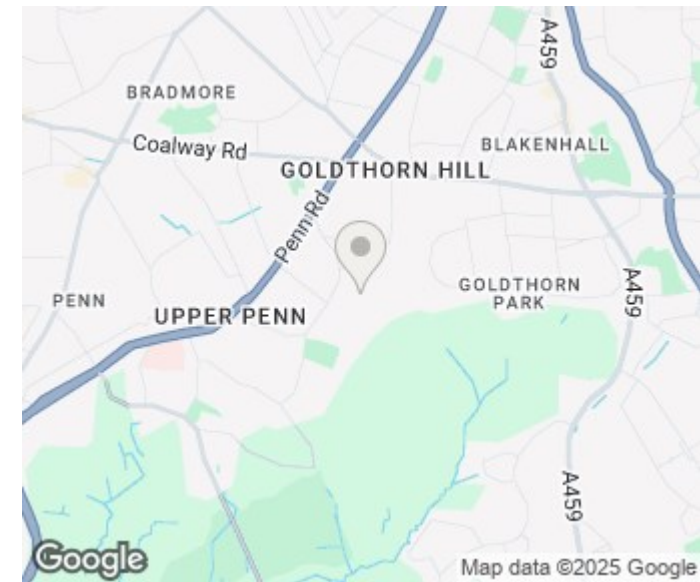 A459
BRADMORE
Coalway Rd
BLAKENHALL
GOLDTHORN HILL
Penn Rd
PENN
UPPER PENN
GOLDTHORN
PARK
A459
A459
Google
Map data ©2025 Google